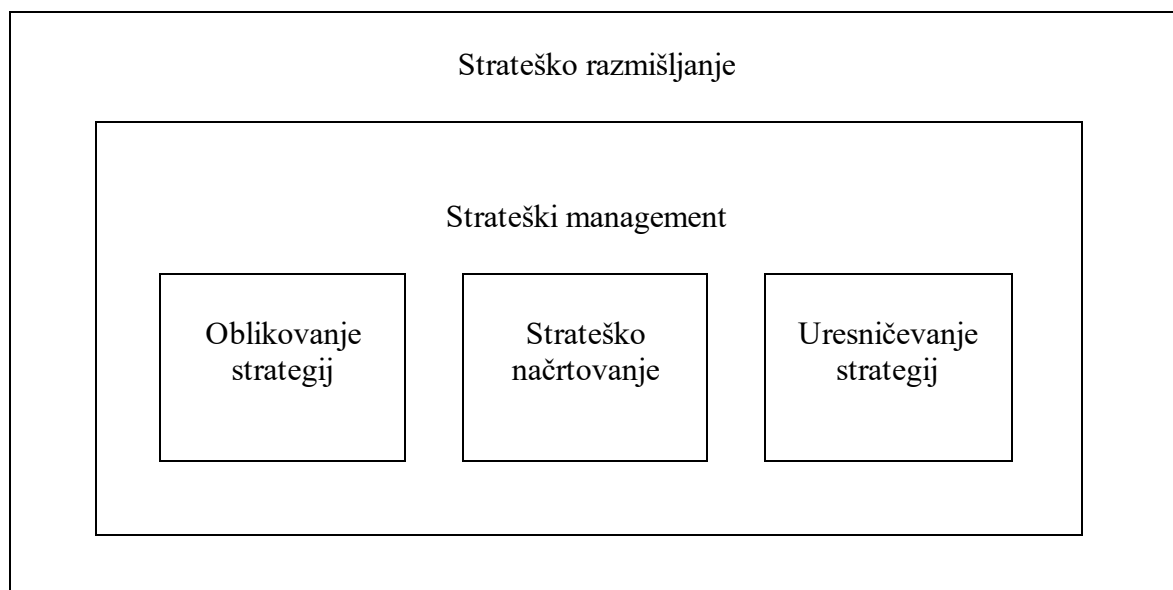 Strateško razmišljanje
Strateški management
Oblikovanje
strategij
Strateško
načrtovanje
Uresničevanje
strategij